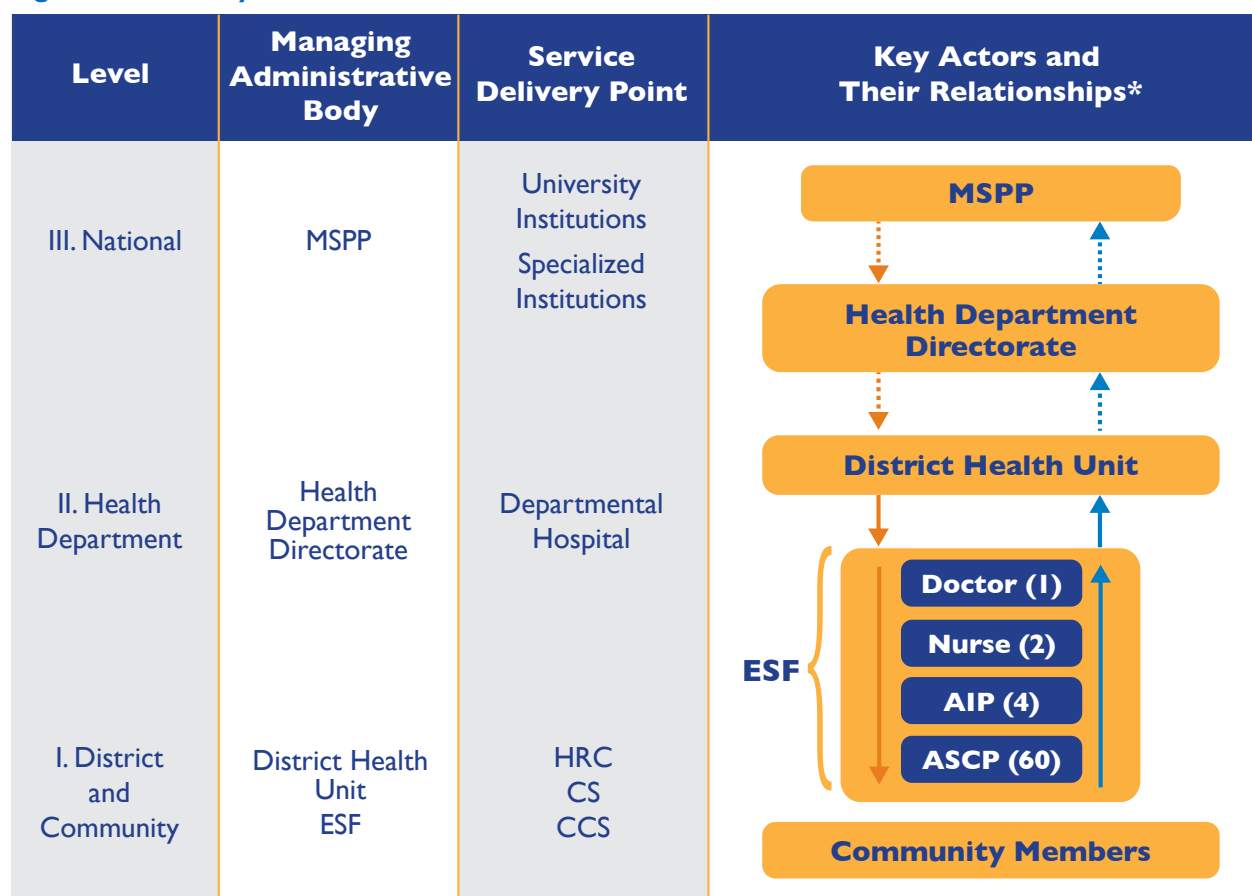 Level
Managing
Administrative
Body
Service
Delivery Point
Key Actors and
Their Relationships*
III. National
MSPP
University
Institutions
Specialized
Institutions
MSPP
Health Department
Directorate
District Health Unit
II. Health
Department
Health
Department
Directorate
Departmental
Hospital
ESF
Doctor (1)
Nurse (2)
AIP (4)
ASCP (60)
I. District
and
Community
District Health
Unit
ESF
HRC
CS
CCS
Community Members